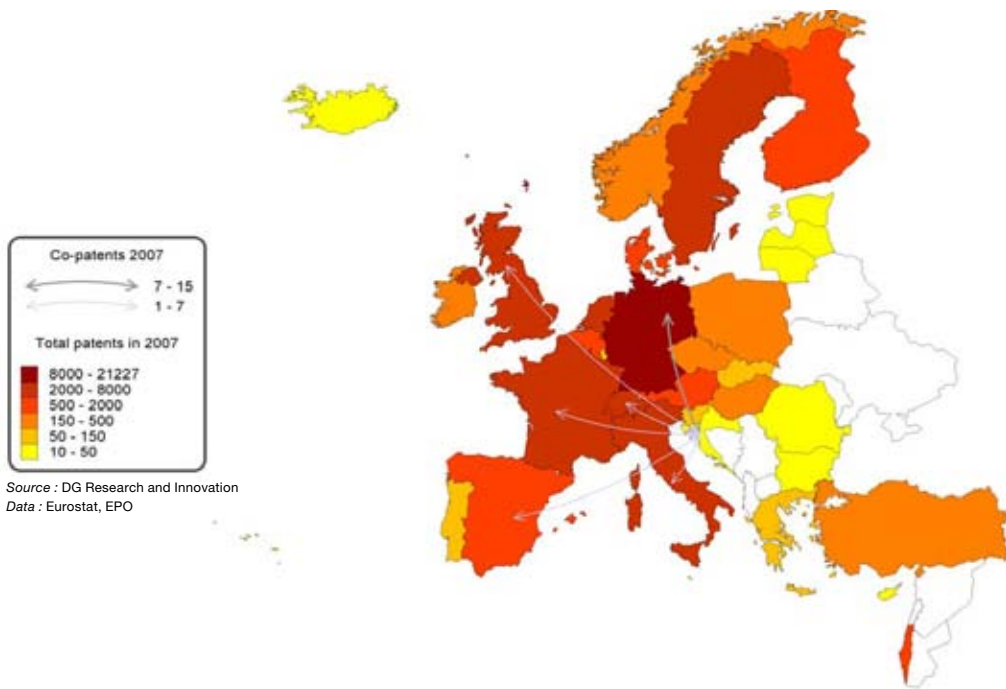 Co-patents 2007
7 - 15
1 - 7
Total patents in 2007
8000 - 21227
2000 - 8000
500 - 2000
150 - 500
50 - 150
10 - 50
Source : DG Research and Innovation
Data : Eurostat, EPO